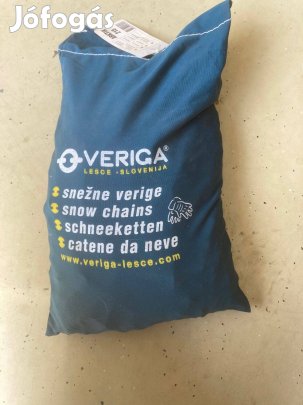 Jófogás
VERIGA®
LESCE - SLOVENIJA
snežne verige
snow chains
schneeketten
catene da neve
www.veriga-lesce.com